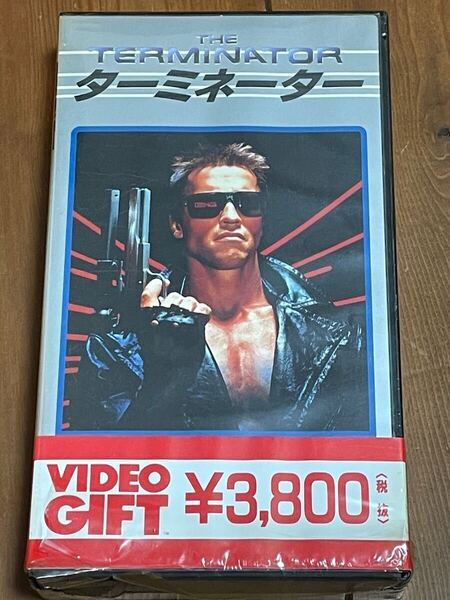 THE
TERMINATOR
ターミネーター
VIDEO
GIFT
¥3,800〈税抜〉